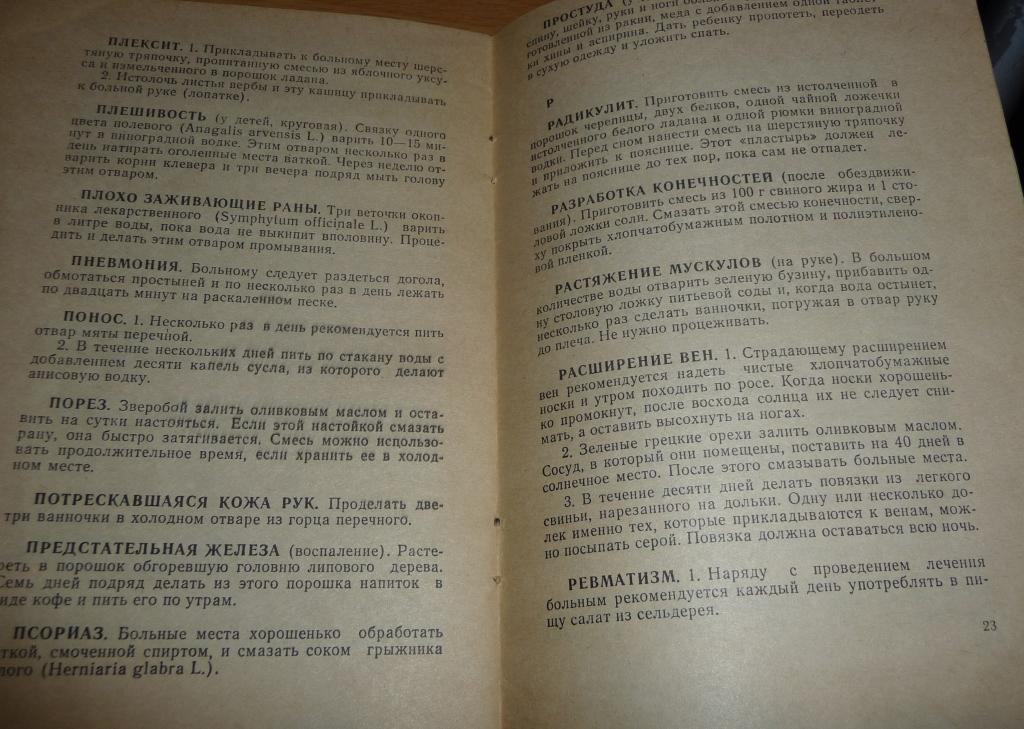 ПЛЕКСИТ. 1. Прикладывать к больному месту шерс-
тяную тряпочку, пропитанную смесью из яблочного уксу-
са и измельченного в порошок ладана.
2. Истолочь листья вербы и эту кашицу прикладывать
к больной руке (лопатке).
ПЛЕШИВОСТЬ (у детей, круговая). Связку одного
цвета полевого (Anagalis arvensis L.) варить 10—15 ми-
нут в виноградной водке. Этим отваром несколько раз в
день натирать оголенные места ваткой. Через неделю от-
варить корни клевера и три вечера подряд мыть голову
этим отваром.
ПЛОХО ЗАЖИВАЮЩИЕ РАНЫ. Три веточки окоп-
ника лекарственного (Symphytum officinale L.) варить
в литре воды, пока вода не выкипит вполовину. Проце-
дить и делать этим отваром промывания.
ПНЕВМОНИЯ. Больному следует раздеться догола,
обмотаться простыней и по несколько раз в день лежать
по двадцать минут на раскаленном песке.
ПОНОС. 1. Несколько раз в день рекомендуется пить
отвар мяты перечной.
2. В течение нескольких дней пить по стакану воды с
добавлением десяти капель сусла, из которого делают
анисовую водку.
ПОРЕЗ. Зверобой залить оливковым маслом и оста-
вить на сутки настояться. Если этой настойкой смазать
рану, она быстро затягивается. Смесь можно использо-
вать продолжительное время, если хранить ее в холод-
ном месте.
ПОТРЕСКАВШАЯСЯ КОЖА РУК. Проделать две-
три ванночки в холодном отваре из горца перечного.
ПРЕДСТАТЕЛЬНАЯ ЖЕЛЕЗА (воспаление). Расте-
реть в порошок обгоревшую головню липового дерева.
Семь дней подряд делать из этого порошка напиток в
виде кофе и пить его по утрам.
ПСОРИАЗ. Больные места хорошенько обработать
ткой, смоченной спиртом, и смазать соком грыжника
лого (Herniaria glabra L.).
ПРОСТУДА (у
спину, шейку, руки и ноги
готовленной из ракии, меда с добавлением одной
ки хины и аспирина. Дать ребенку пропотеть, переодеть
в сухую одежду и уложить спать.
Р
РАДИКУЛИТ. Приготовить смесь из истолченной в
порошок черепицы, двух белков, одной чайной ложечки
истолченного белого ладана и одной рюмки виноградной
водки. Перед сном нанести смесь на шерстяную тряпочку
и приложить к пояснице. Этот «пластырь» должен ле-
жать на пояснице до тех пор, пока сам не отпадет.
РАЗРАБОТКА КОНЕЧНОСТЕЙ (после обездвижи-
вания). Приготовить смесь из 100 г свиного жира и 1 сто-
ловой ложки соли. Смазать этой смесью конечности, свер-
ху покрыть хлопчатобумажным полотном и полиэтилено-
вой пленкой.
РАСТЯЖЕНИЕ МУСКУЛОВ (на руке). В большом
количестве воды отварить зеленую бузину, прибавить од-
ну столовую ложку питьевой соды и, когда вода остынет,
несколько раз сделать ванночки, погружая в отвар руку
до плеча. Не нужно процеживать.
РАСШИРЕНИЕ ВЕН. 1. Страдающему расширением
вен рекомендуется надеть чистые хлопчатобумажные
носки и утром походить по росе. Когда носки хорошень-
ко промокнут, после восхода солнца их не следует сни-
мать, а оставить высохнуть на ногах.
2. Зеленые грецкие орехи залить оливковым маслом.
Сосуд, в который они помещены, поставить на 40 дней в
солнечное место. После этого смазывать больные места.
3. В течение десяти дней делать повязки из легкого
свиньи, нарезанного на дольки. Одну или несколько до-
лек именно тех, которые прикладываются к венам, мож-
но посыпать серой. Повязка должна оставаться всю ночь.
РЕВМАТИЗМ. 1. Наряду с проведением лечения
больным рекомендуется каждый день употреблять в пи-
щу салат из сельдерея.
23